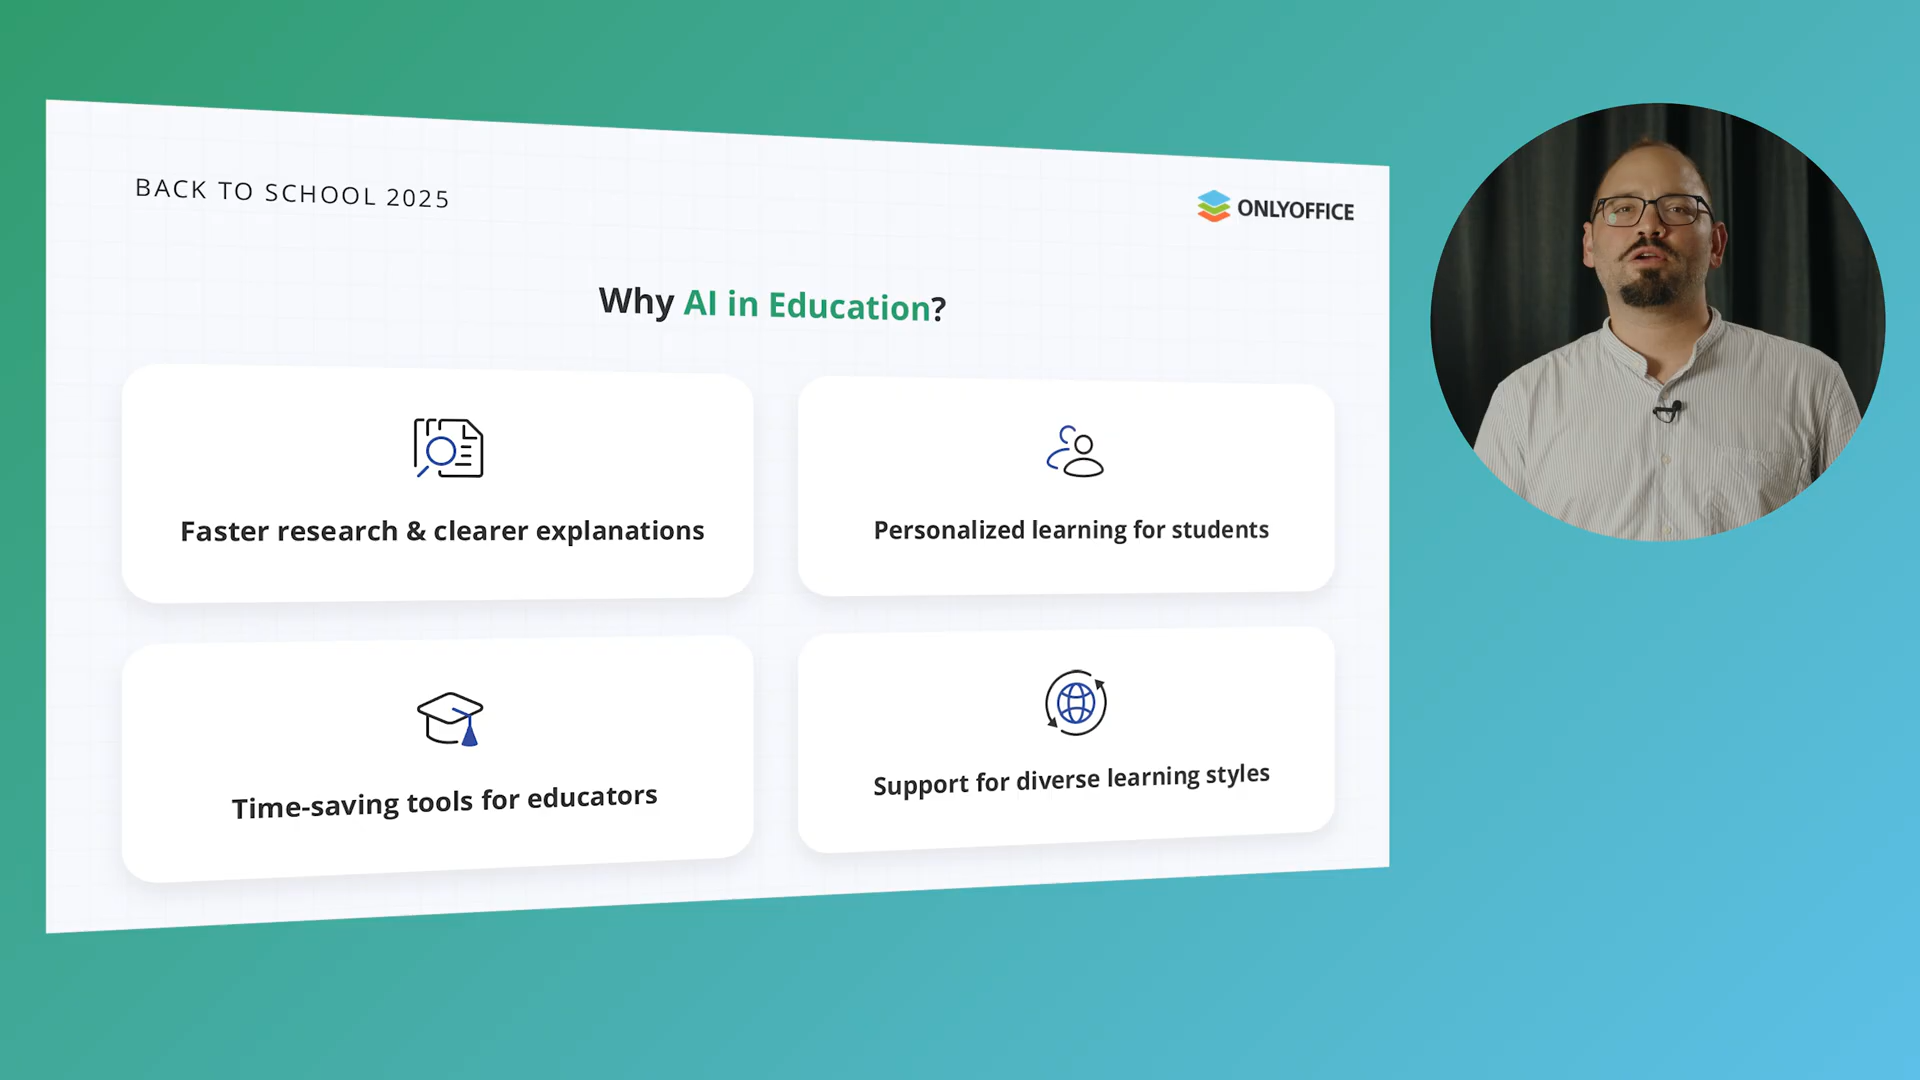 BACK TO SCHOOL 2025
ONLYOFFICE
Why AI in Education?
Faster research & clearer explanations
Personalized learning for students
Time-saving tools for educators
Support for diverse learning styles